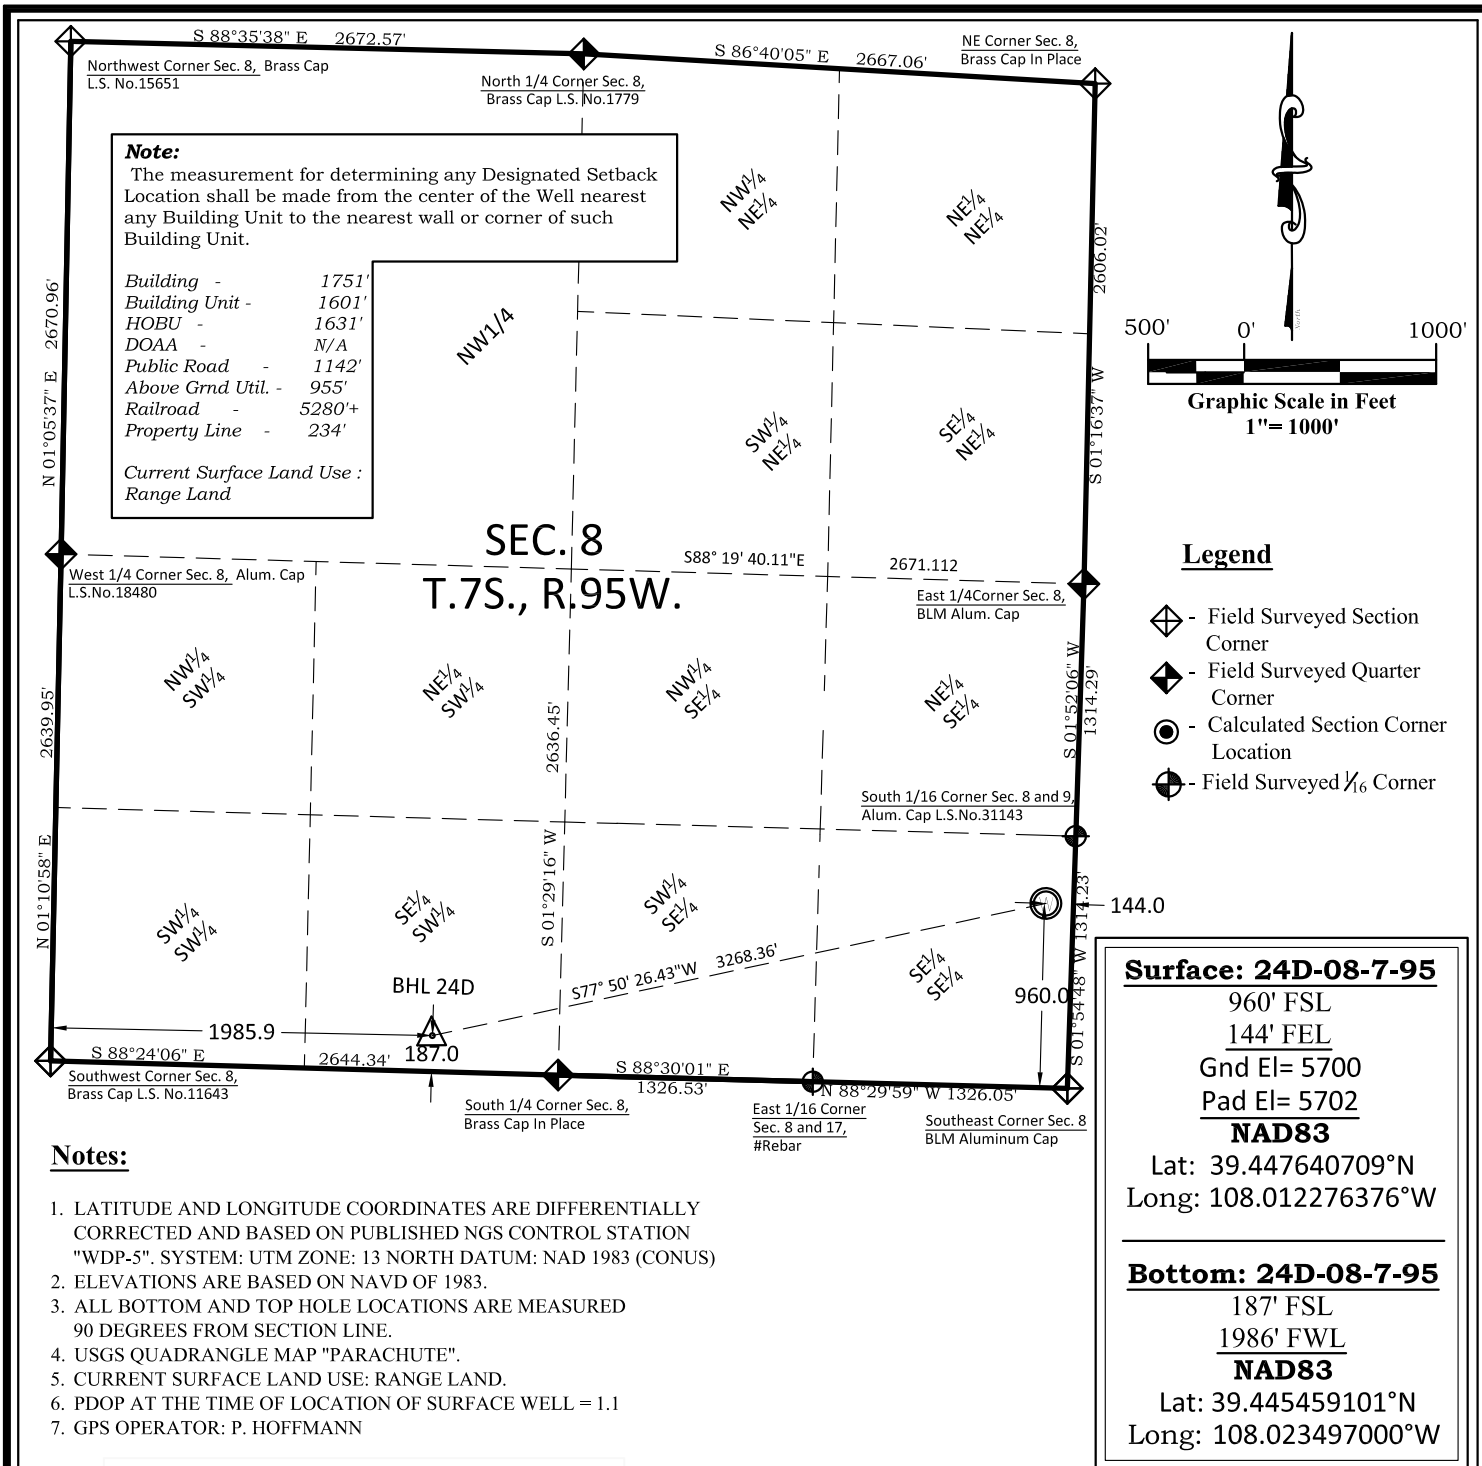 S 88°35'38" E 2672.57'
S 86°40'05" E 2667.06'
NE Corner Sec. 8,
Brass Cap In Place
Northwest Corner Sec. 8, Brass Cap
L.S. No.15651
North 1/4 Corner Sec. 8,
Brass Cap L.S. No.1779
Note:
The measurement for determining any Designated Setback
Location shall be made from the center of the Well nearest
any Building Unit to the nearest wall or corner of such
Building Unit.
Building - 1751'
Building Unit - 1601'
HOBU - 1631'
DOAA - N/A
Public Road - 1142'
Above Grnd Util. - 955'
Railroad - 5280'+
Property Line - 234'
Current Surface Land Use :
Range Land
N 01°05'37" E 2670.96'
NW1/4
NW¼
NE¼
NE¼
NE¼
SW¼
NE¼
SE¼
NE¼
2606.02'
S 01°16'37" W
North
500' 0' 1000'
Graphic Scale in Feet
1"= 1000'
SEC. 8
T.7S., R.95W.
S88° 19' 40.11"E 2671.112
West 1/4 Corner Sec. 8, Alum. Cap
L.S.No.18480
East 1/4Corner Sec. 8,
BLM Alum. Cap
Legend
- Field Surveyed Section
Corner
- Field Surveyed Quarter
Corner
- Calculated Section Corner
Location
- Field Surveyed 1/16 Corner
NW¼
SW¼
NE¼
SW¼
NW¼
SE¼
NE¼
SE¼
2639.95'
N 01°10'58" E
2636.45'
S 01°29'16" W
S 01°52'06" W
1314.29'
South 1/16 Corner Sec. 8 and 9,
Alum. Cap L.S.No.31143
SW¼
SW¼
SE¼
SW¼
SW¼
SE¼
SE¼
SE¼
S 01°54'48" W 1314.23'
144.0
960.0
S77° 50' 26.43"W 3268.36'
BHL 24D
1985.9
187.0
S 88°24'06" E 2644.34'
S 88°30'01" E
1326.53'
N 88°29'59" W 1326.05'
Southwest Corner Sec. 8,
Brass Cap L.S. No.11643
South 1/4 Corner Sec. 8,
Brass Cap In Place
East 1/16 Corner
Sec. 8 and 17,
#Rebar
Southeast Corner Sec. 8
BLM Aluminum Cap
Surface: 24D-08-7-95
960' FSL
144' FEL
Gnd El= 5700
Pad El= 5702
NAD83
Lat: 39.447640709°N
Long: 108.012276376°W
Bottom: 24D-08-7-95
187' FSL
1986' FWL
NAD83
Lat: 39.445459101°N
Long: 108.023497000°W
Notes:
1. LATITUDE AND LONGITUDE COORDINATES ARE DIFFERENTIALLY
CORRECTED AND BASED ON PUBLISHED NGS CONTROL STATION
"WDP-5". SYSTEM: UTM ZONE: 13 NORTH DATUM: NAD 1983 (CONUS)
2. ELEVATIONS ARE BASED ON NAVD OF 1983.
3. ALL BOTTOM AND TOP HOLE LOCATIONS ARE MEASURED
90 DEGREES FROM SECTION LINE.
4. USGS QUADRANGLE MAP "PARACHUTE".
5. CURRENT SURFACE LAND USE: RANGE LAND.
6. PDOP AT THE TIME OF LOCATION OF SURFACE WELL = 1.1
7. GPS OPERATOR: P. HOFFMANN